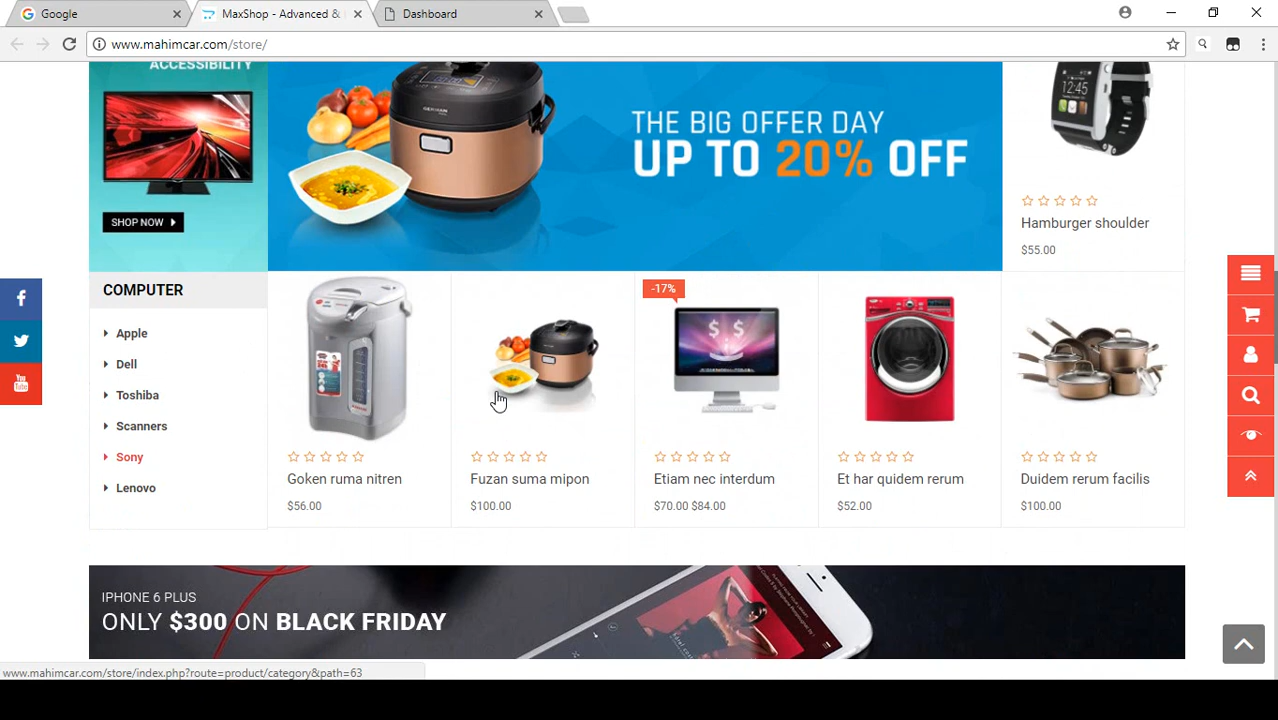 Google
MaxShop - Advanced &
Dashboard
www.mahimcar.com/store/
ACCESSIBILITY
SHOP NOW
THE BIG OFFER DAY
UP TO 20% OFF
Hamburger shoulder
$55.00
COMPUTER
Apple
Dell
Toshiba
Scanners
Sony
Lenovo
-17%
Goken ruma nitren
$56.00
Fuzan suma mipon
$100.00
Etiam nec interdum
$70.00 $84.00
Et har quidem rerum
$52.00
Duidem rerum facilis
$100.00
IPHONE 6 PLUS
ONLY $300 ON BLACK FRIDAY
www.mahimcar.com/store/index.php?route=product/category&path=63